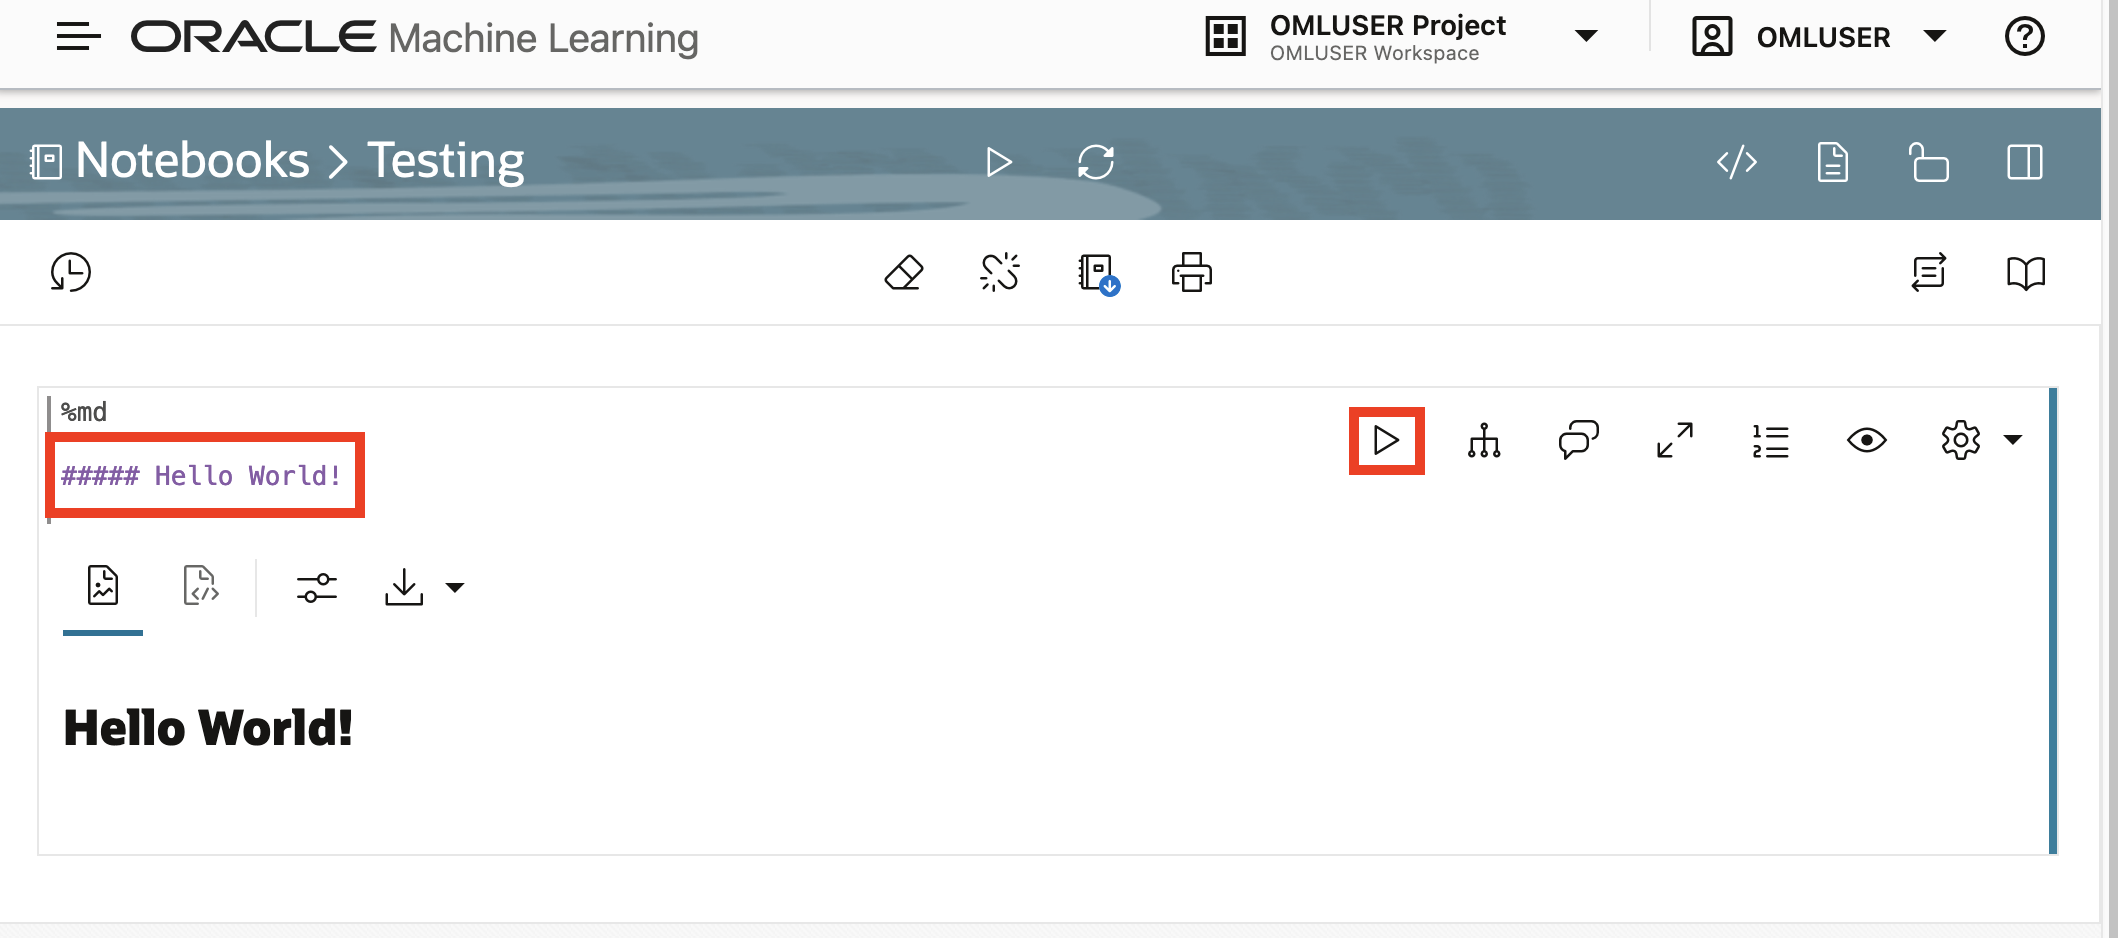 ORACLE Machine Learning
OMLUSER Project
OMLUSER Workspace
OMLUSER
Notebooks > Testing
%md
##### Hello World!
Hello World!